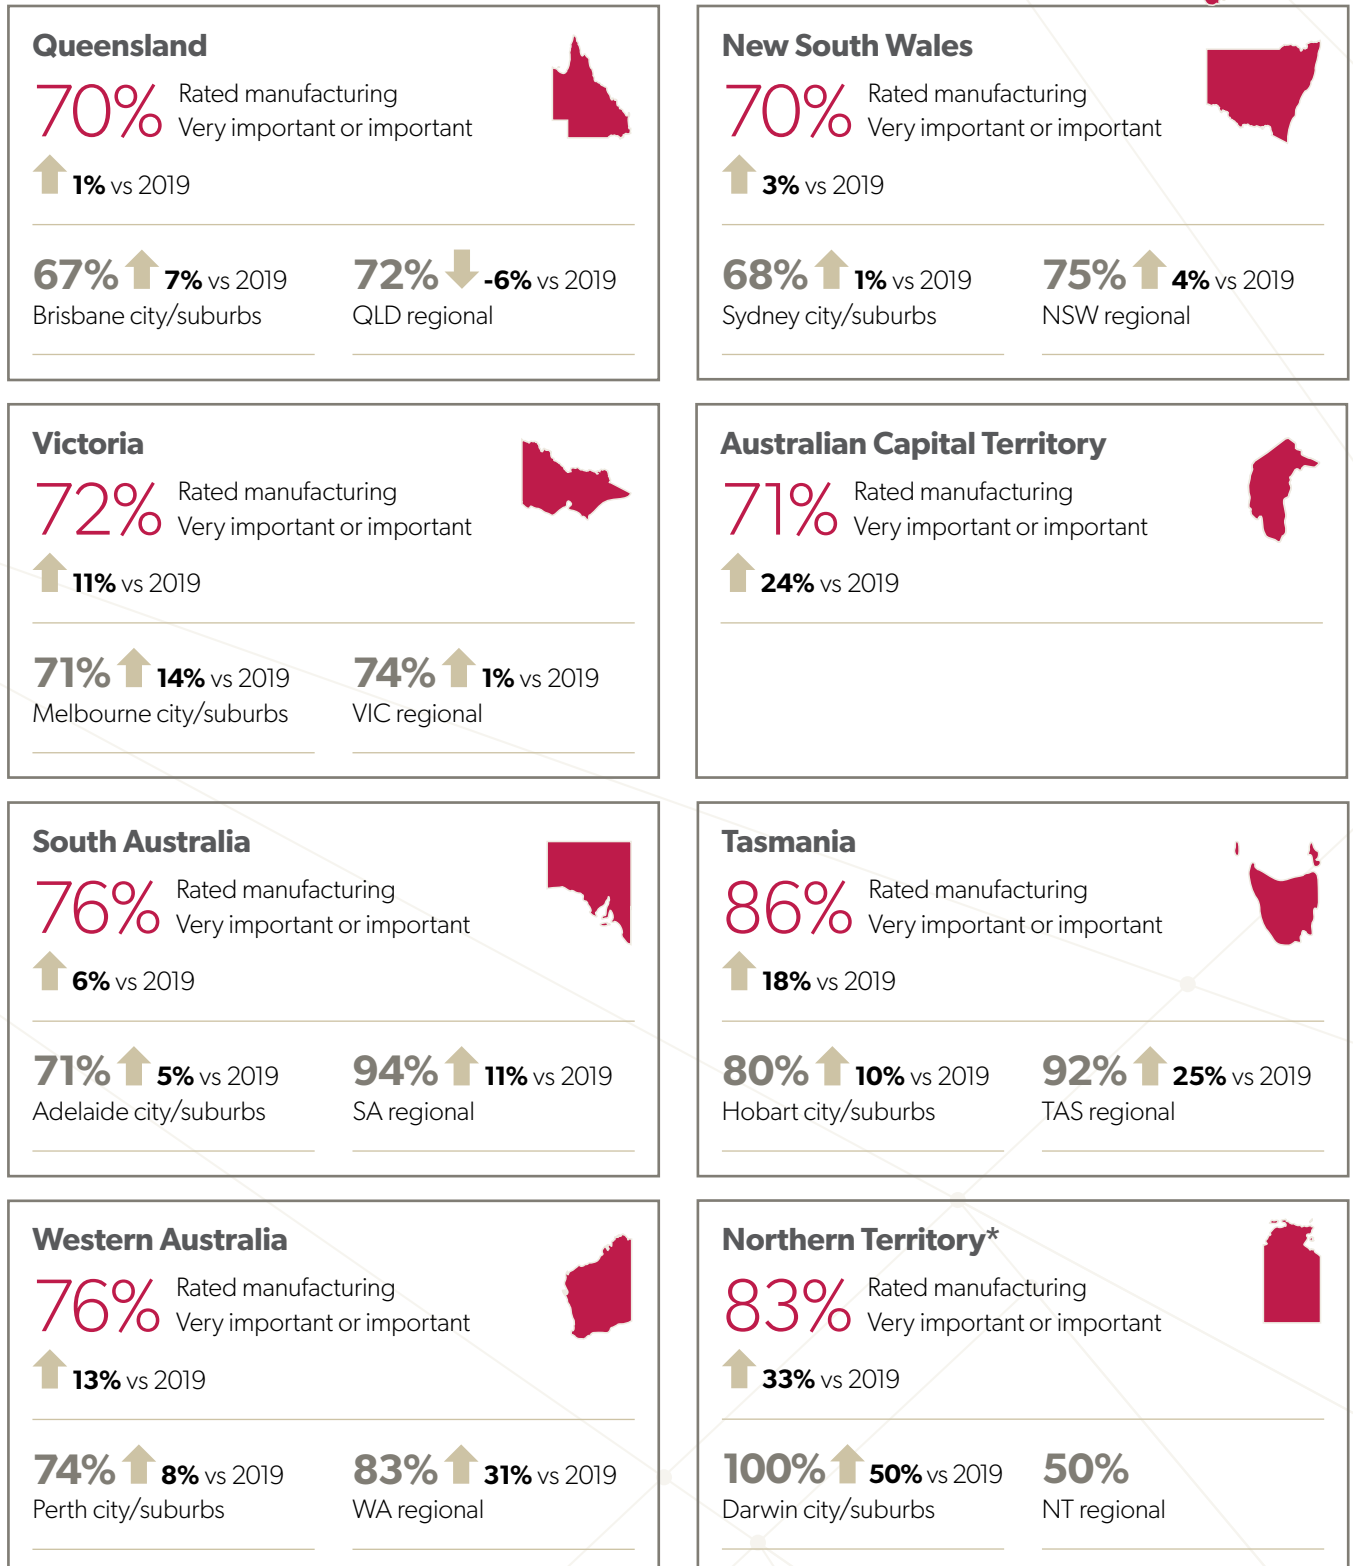 Queensland
70% Rated manufacturing
Very important or important
1% vs 2019
67% 7% vs 2019
Brisbane city/suburbs
72% -6% vs 2019
QLD regional
New South Wales
70% Rated manufacturing
Very important or important
3% vs 2019
68% 1% vs 2019
Sydney city/suburbs
75% 4% vs 2019
NSW regional
Victoria
72% Rated manufacturing
Very important or important
11% vs 2019
71% 14% vs 2019
Melbourne city/suburbs
74% 1% vs 2019
VIC regional
Australian Capital Territory
71% Rated manufacturing
Very important or important
24% vs 2019
South Australia
76% Rated manufacturing
Very important or important
6% vs 2019
71% 5% vs 2019
Adelaide city/suburbs
94% 11% vs 2019
SA regional
Tasmania
86% Rated manufacturing
Very important or important
18% vs 2019
80% 10% vs 2019
Hobart city/suburbs
92% 25% vs 2019
TAS regional
Western Australia
76% Rated manufacturing
Very important or important
13% vs 2019
74% 8% vs 2019
Perth city/suburbs
83% 31% vs 2019
WA regional
Northern Territory*
83% Rated manufacturing
Very important or important
33% vs 2019
100% 50% vs 2019
Darwin city/suburbs
50%
NT regional